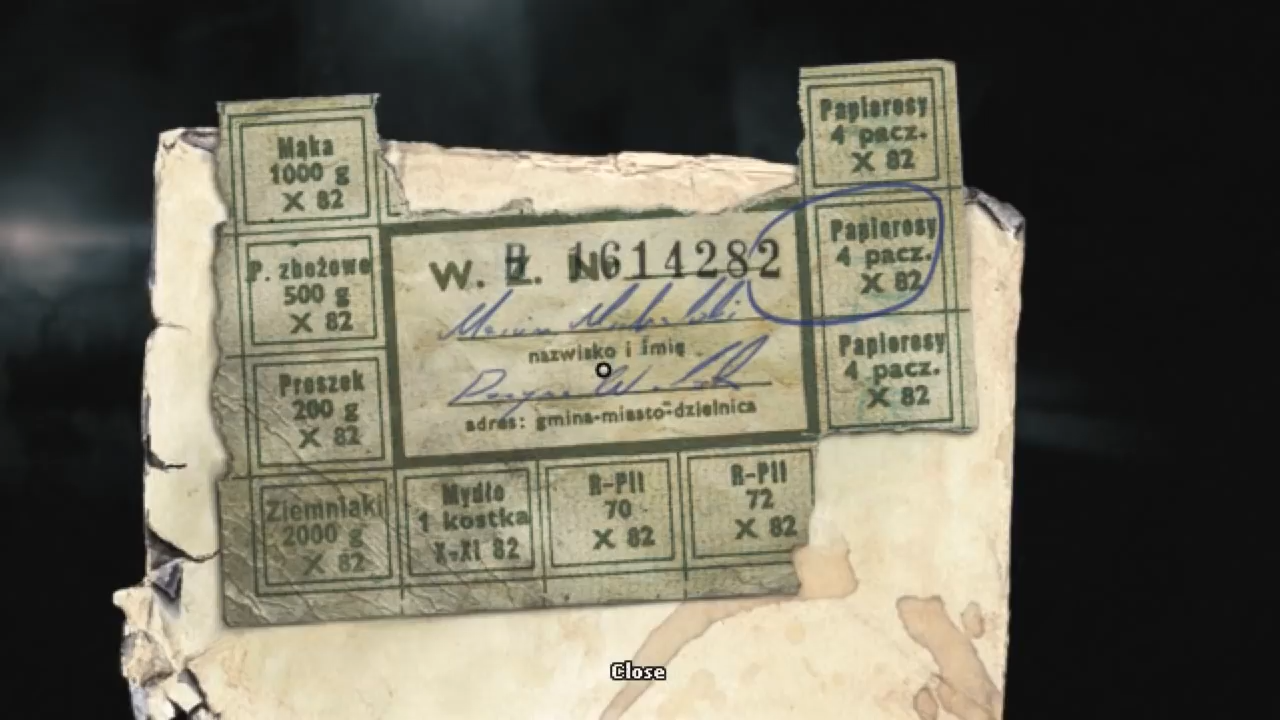 Mąka
1000 g
X 82
P. zbożowe
500 g
X 82
Proszek
200 g
X 82
Ziemniaki
2000 g
X 82
Mydło
1 kostka
X-XI 82
R-PII
70
X 82
R-PII
72
X 82
W. Z. N 1614282
nazwisko i imię
adres: gmina-miasto-dzielnica
Papierosy
4 pacz.
X 82
Papierosy
4 pacz.
X 82
Papierosy
4 pacz.
X 82
Close